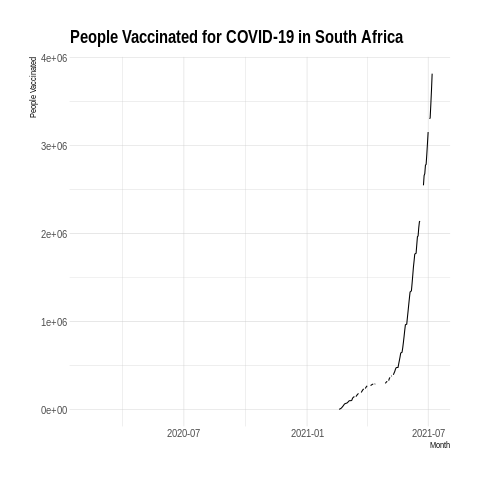 People Vaccinated for COVID-19 in South Africa
People Vaccinated
4e+06
3e+06
2e+06
1e+06
0e+00
2020-07
2021-01
2021-07
Month